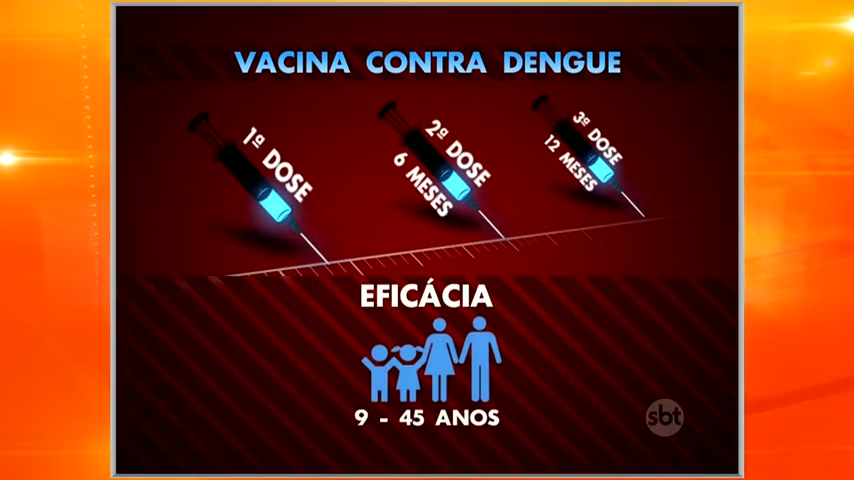 VACINA CONTRA DENGUE
1ª DOSE
2ª DOSE
6 MESES
3ª DOSE
12 MESES
EFICÁCIA
9 - 45 ANOS
sbt